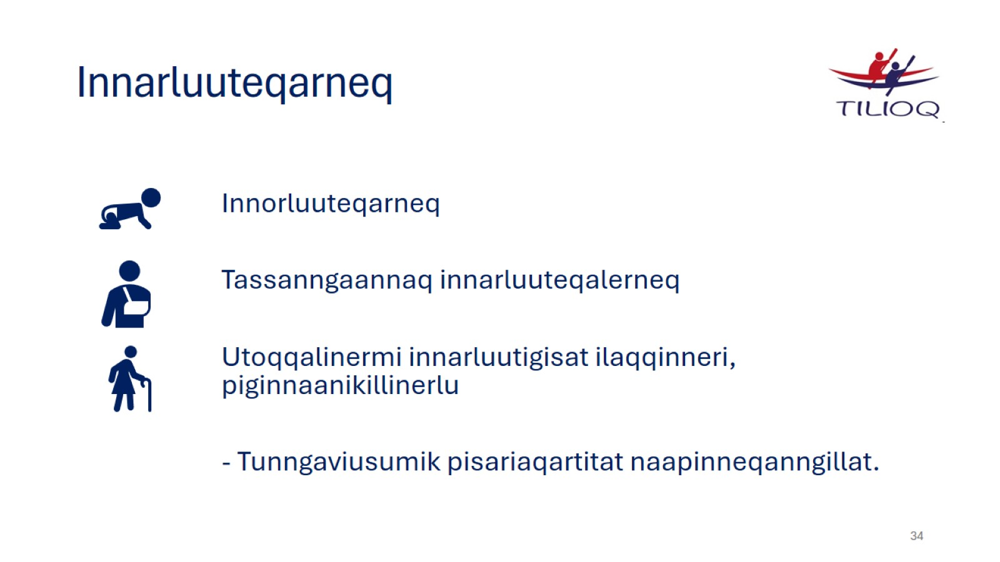 Innarluuteqarneq
TILIOQ
Innorluuteqarneq
Tassanngaannaq innarluuteqalerneq
Utoqqalinermi innarluutigisat ilaqqinneri,
piginnaanikillinerlu
- Tunngaviusumik pisariaqartitat naapinneqanngillat.
34